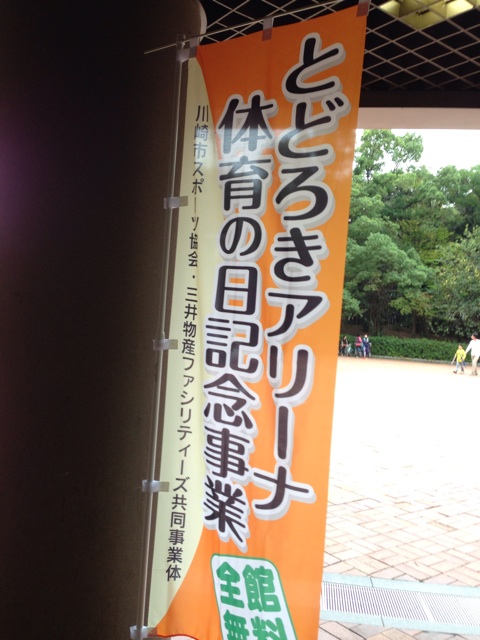 とどろきアリーナ
体育の日記念事業
川崎市スポーツ協会・三井物産ファシリティーズ共同事業体
全館
無料